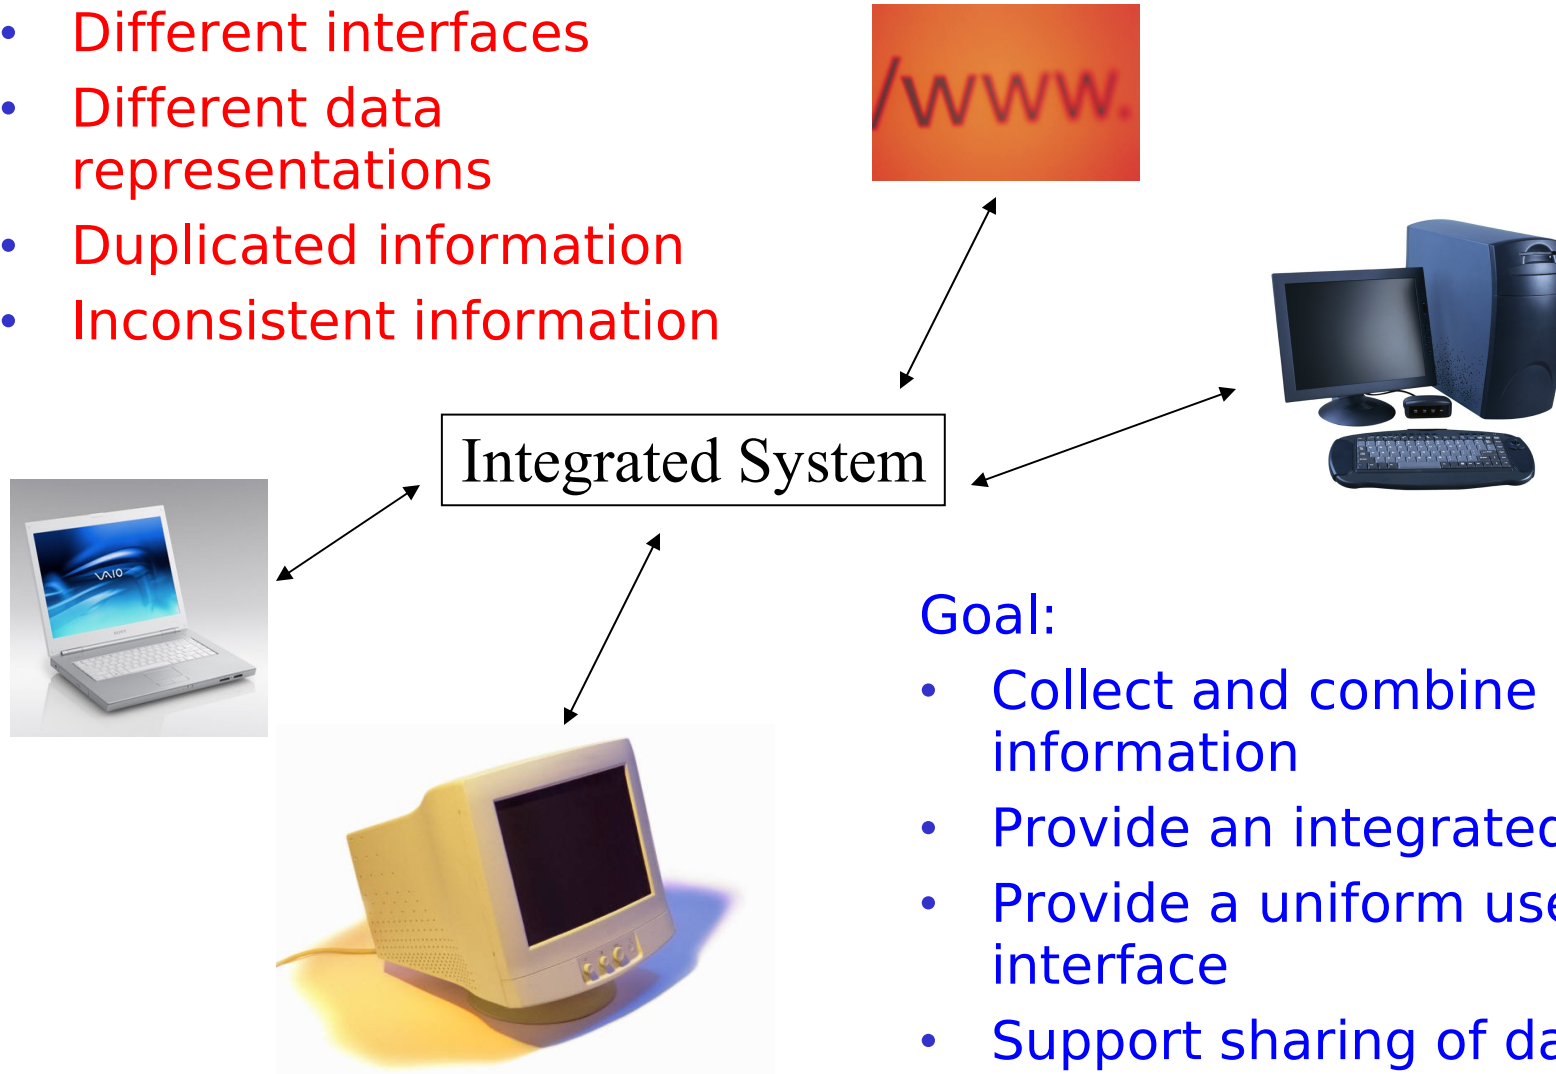 • Different interfaces
• Different data
representations
• Duplicated information
• Inconsistent information
/www.
Integrated System
VAIO
Goal:
• Collect and combine
information
• Provide an integrated
• Provide a uniform use
interface
• Support sharing of da